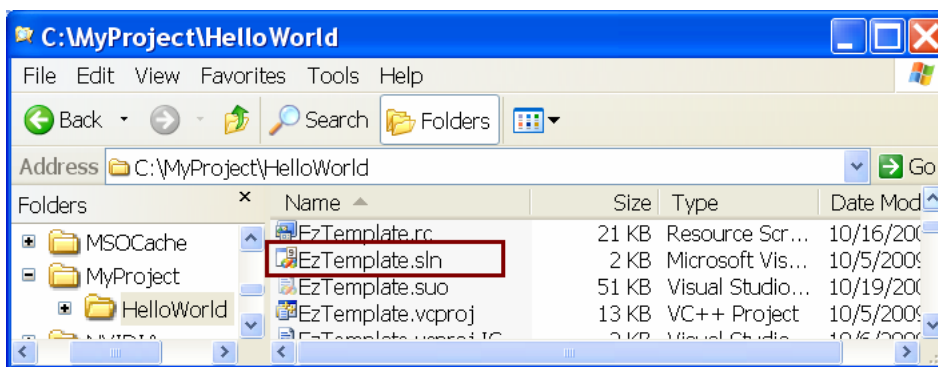 C:\MyProject\HelloWorld
File Edit View Favorites Tools Help
Back Search Folders
Address C:\MyProject\HelloWorld Go
Folders Name Size Type Date Mod
MSOCache
MyProject
HelloWorld
EzTemplate.rc 21 KB Resource Scr... 10/16/200
EzTemplate.sln 2 KB Microsoft Vis... 10/5/2009
EzTemplate.suo 51 KB Visual Studio... 10/19/200
EzTemplate.vcproj 13 KB VC++ Project 10/5/2009